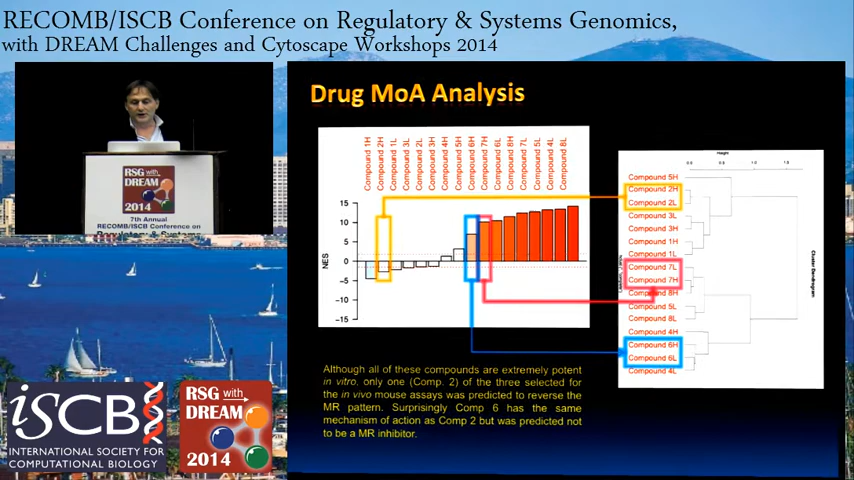 RECOMB/ISCB Conference on Regulatory & Systems Genomics,
with DREAM Challenges and Cytoscape Workshops 2014
RSG with
DREAM
2014
7th Annual
RECOMB/ISCB Conference on
Drug MoA Analysis
Compound 1H
Compound 2H
Compound 1L
Compound 3L
Compound 2L
Compound 3H
Compound 4H
Compound 5H
Compound 6H
Compound 7H
Compound 6L
Compound 8H
Compound 7L
Compound 5L
Compound 4L
Compound 8L
NES
15
10
5
0
−5
−10
−15
Height
0.0
0.5
1.0
1.5
Compound 5H
Compound 2H
Compound 2L
Compound 3L
Compound 3H
Compound 1H
Compound 1L
Compound 7L
Compound 7H
Compound 8H
Compound 5L
Compound 8L
Compound 4H
Compound 6H
Compound 6L
Compound 4L
Cluster Dendrogram
Although all of these compounds are extremely potent
in vitro, only one (Comp. 2) of the three selected for
the in vivo mouse assays was predicted to reverse the
MR pattern. Surprisingly Comp 6 has the same
mechanism of action as Comp 2 but was predicted not
to be a MR inhibitor.
iSCB
INTERNATIONAL SOCIETY FOR
COMPUTATIONAL BIOLOGY
RSG with
DREAM
2014